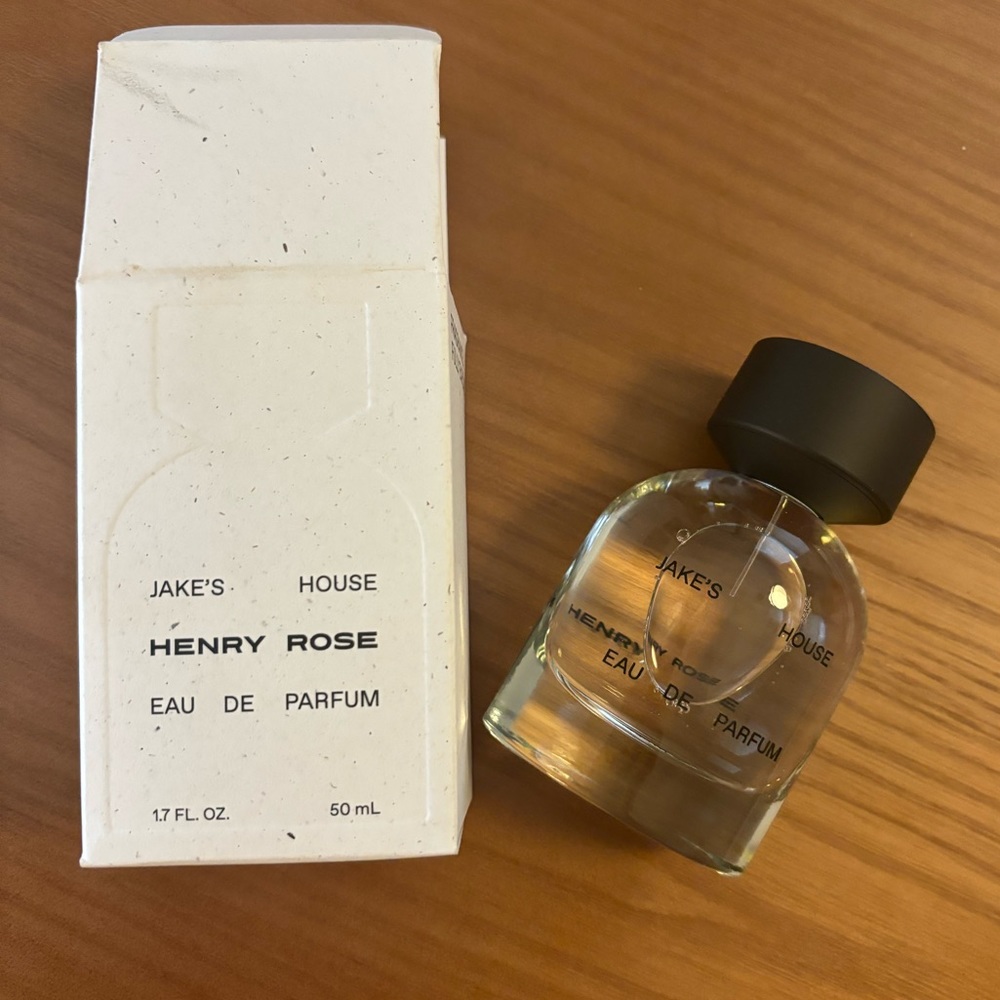 JAKE'S HOUSE
HENRY ROSE
EAU DE PARFUM
1.7 FL. OZ. 50 mL
JAKE'S HOUSE
HENRY ROSE
EAU DE PARFUM